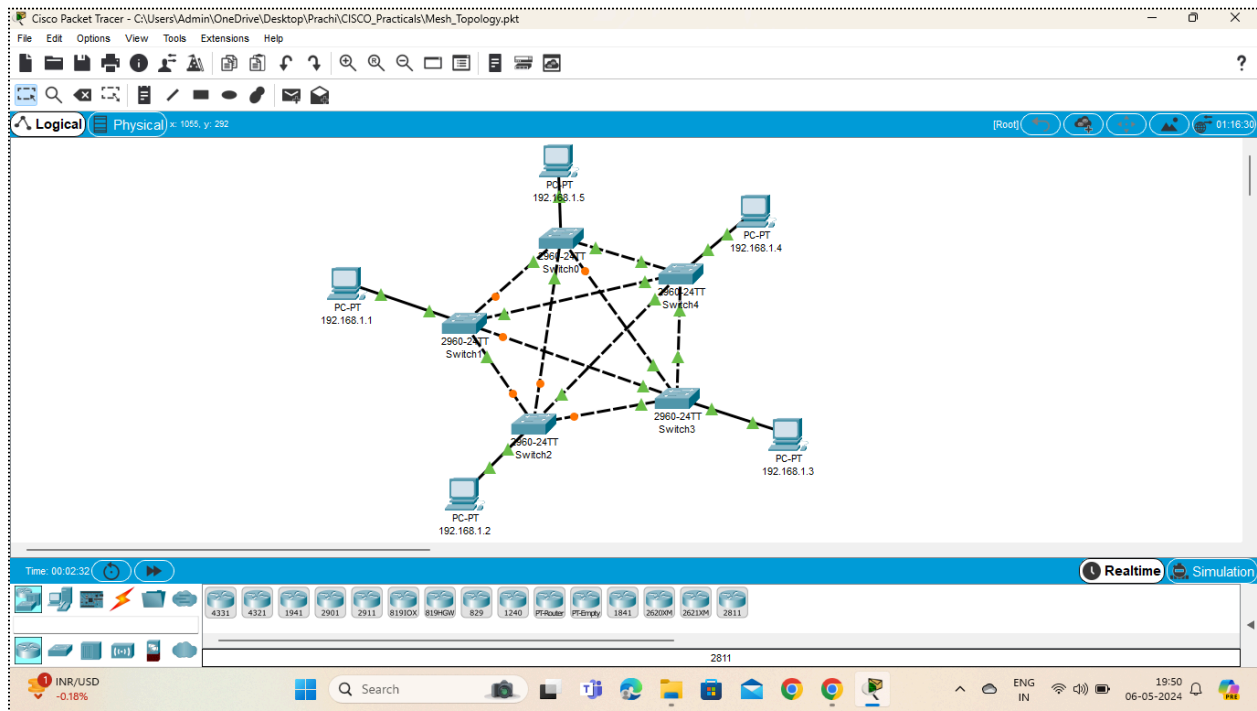 Cisco Packet Tracer - C:\Users\Admin\OneDrive\Desktop\Prachi\CISCO_Practicals\Mesh_Topology.pkt
File Edit Options View Tools Extensions Help
?
Logical Physical x: 1055, y: 292 [Root] 01:16:30
PC-PT
192.168.1.5
PC-PT
192.168.1.4
2960-24TT
Switch0
2960-24TT
Switch4
PC-PT
192.168.1.1
2960-24TT
Switch1
2960-24TT
Switch3
2960-24TT
Switch2
PC-PT
192.168.1.3
PC-PT
192.168.1.2
Time: 00:02:32 Realtime Simulation
4331 4321 1941 2901 2911 819IOX 819HGW 829 1240 PT-Router PT-Empty 1841 2620XM 2621XM 2811
2811
1 INR/USD
-0.18%
Search
ENG
IN
19:50
06-05-2024
PRE